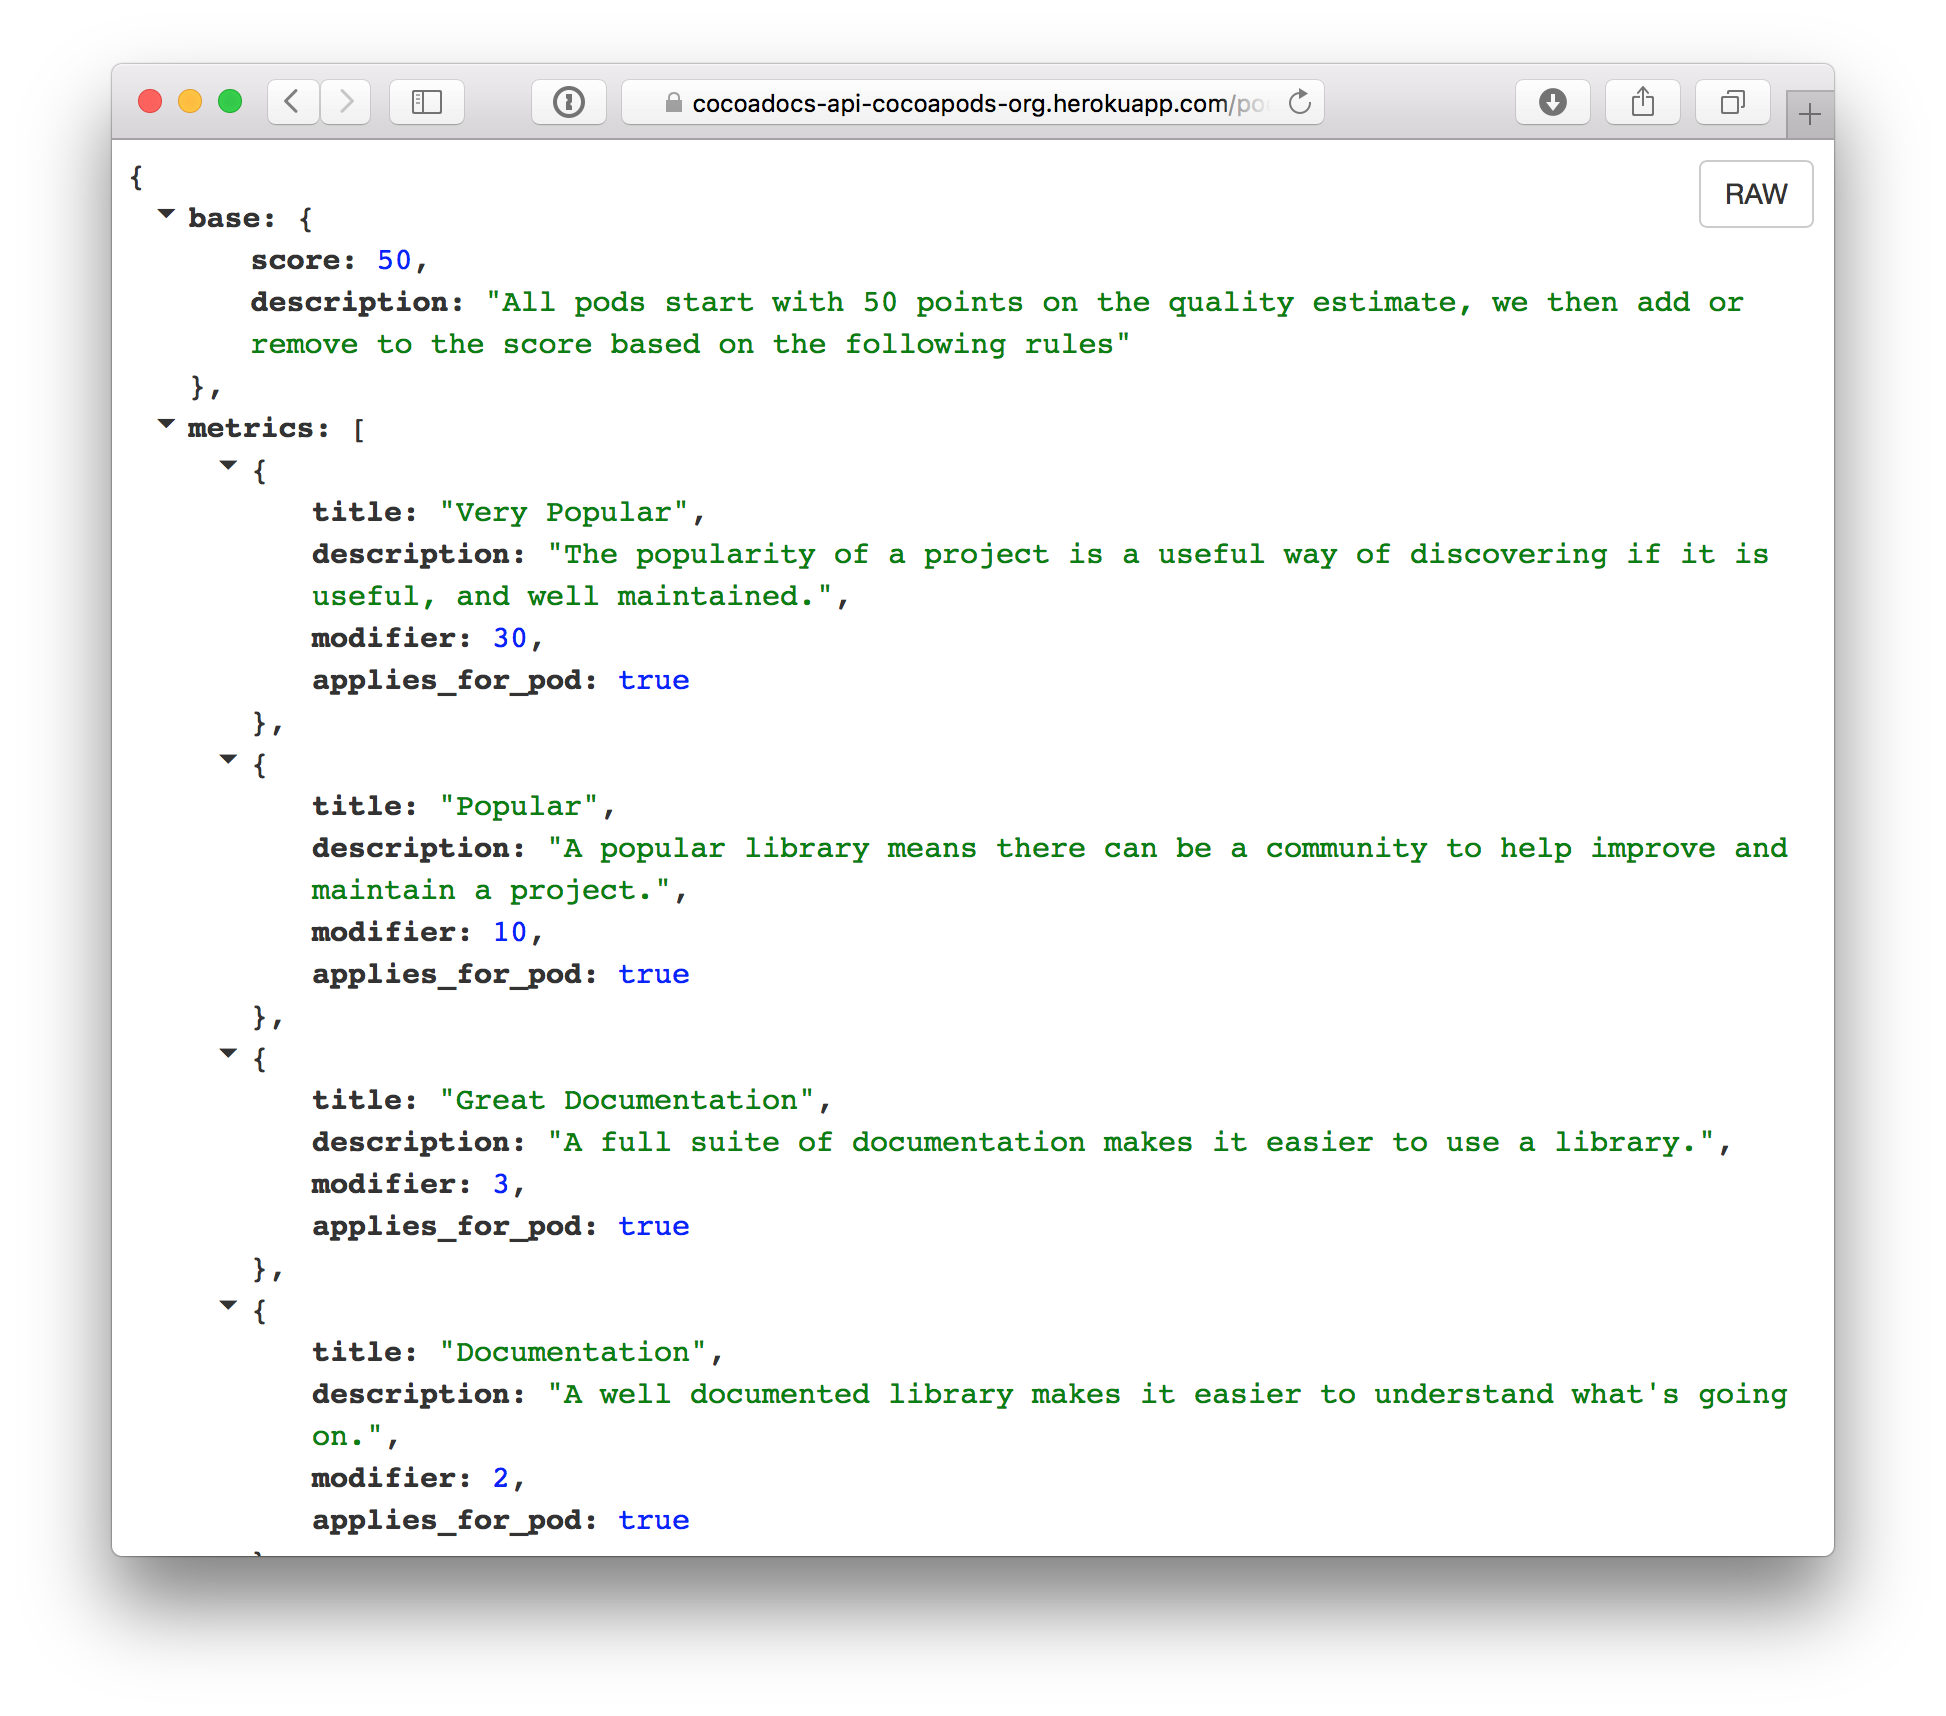 cocoadocs-api-cocoapods-org.herokuapp.com/po
RAW
{
base: {
score: 50,
description: "All pods start with 50 points on the quality estimate, we then add or
remove to the score based on the following rules"
},
metrics: [
{
title: "Very Popular",
description: "The popularity of a project is a useful way of discovering if it is
useful, and well maintained.",
modifier: 30,
applies_for_pod: true
},
{
title: "Popular",
description: "A popular library means there can be a community to help improve and
maintain a project.",
modifier: 10,
applies_for_pod: true
},
{
title: "Great Documentation",
description: "A full suite of documentation makes it easier to use a library.",
modifier: 3,
applies_for_pod: true
},
{
title: "Documentation",
description: "A well documented library makes it easier to understand what's going
on.",
modifier: 2,
applies_for_pod: true